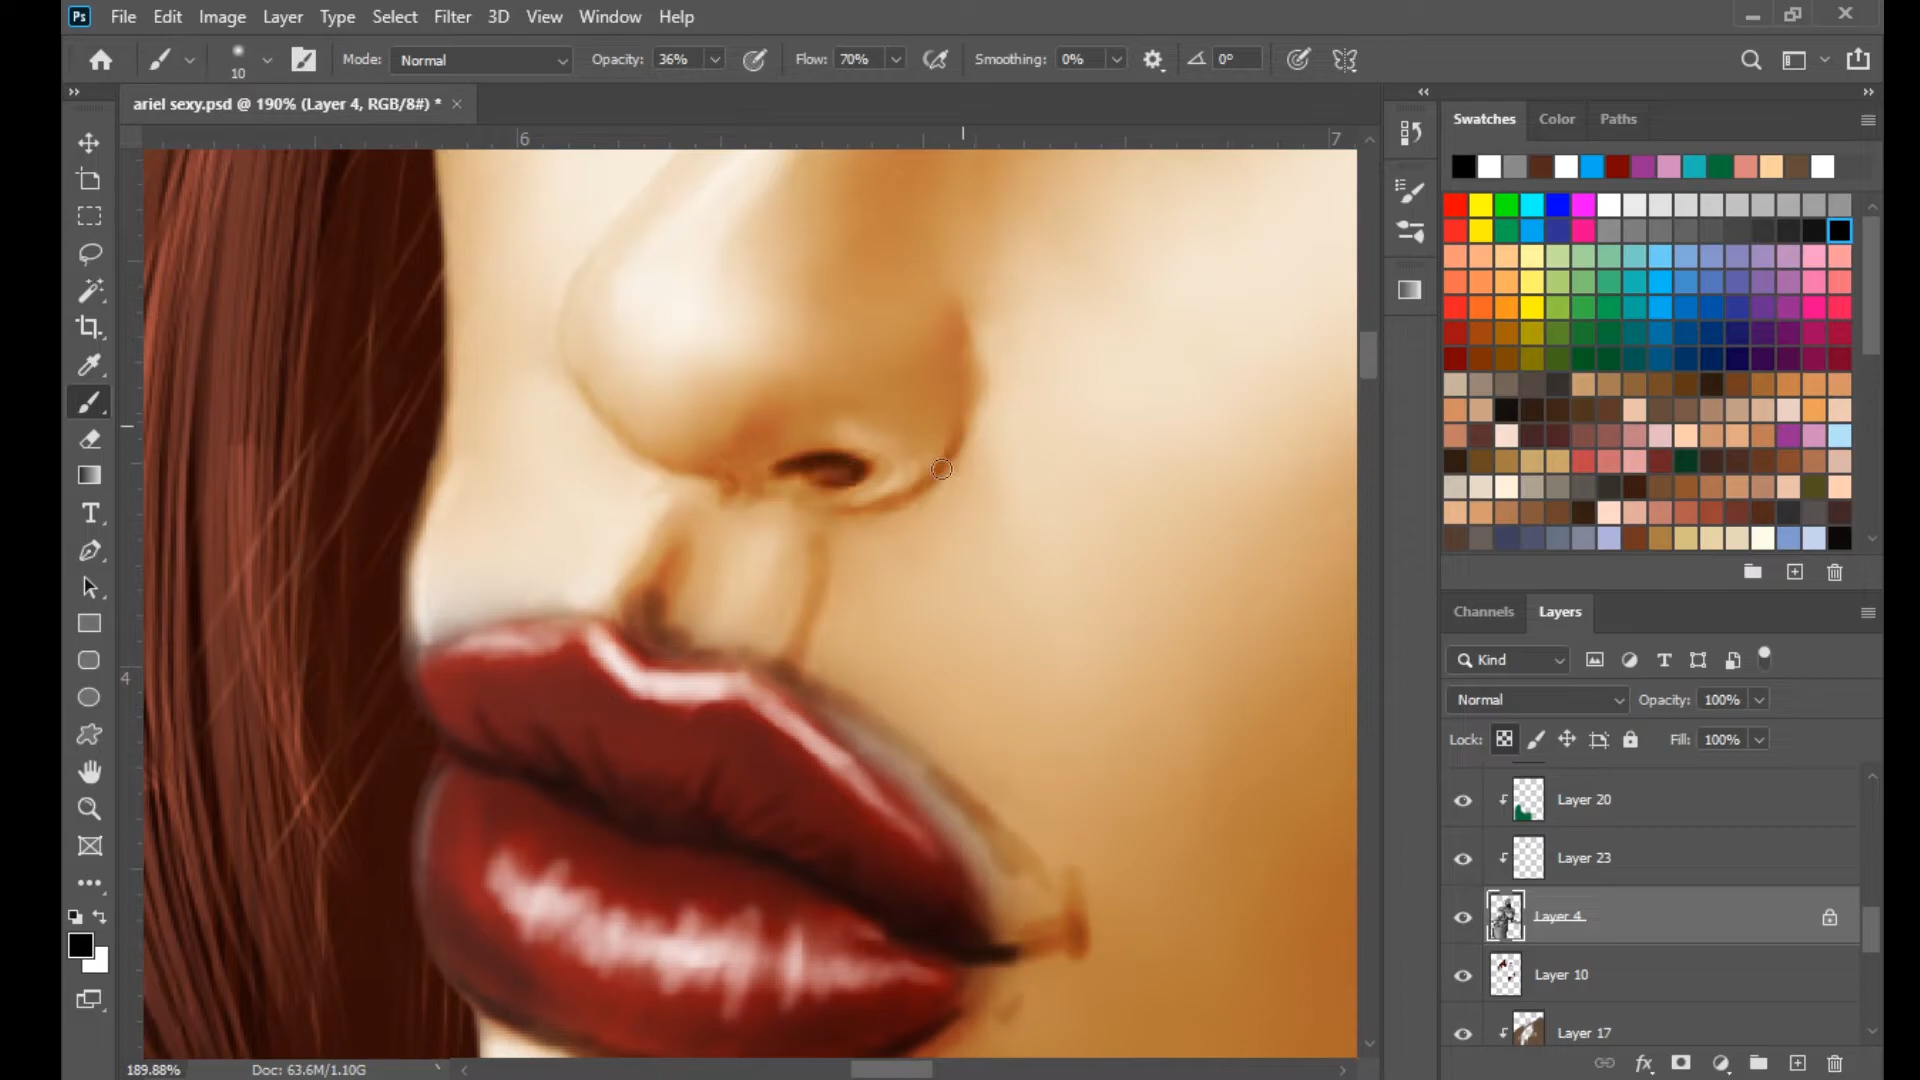 Ps File Edit Image Layer Type Select Filter 3D View Window Help
10 Mode: Normal Opacity: 36% Flow: 70% Smoothing: 0% 0°
ariel sexy.psd @ 190% (Layer 4, RGB/8#) *
6 7
4
Swatches Color Paths
Channels Layers
Kind
Normal Opacity: 100%
Lock: Fill: 100%
Layer 20
Layer 23
Layer 4
Layer 10
Layer 17
fx
189.88% Doc: 63.6M/1.10G